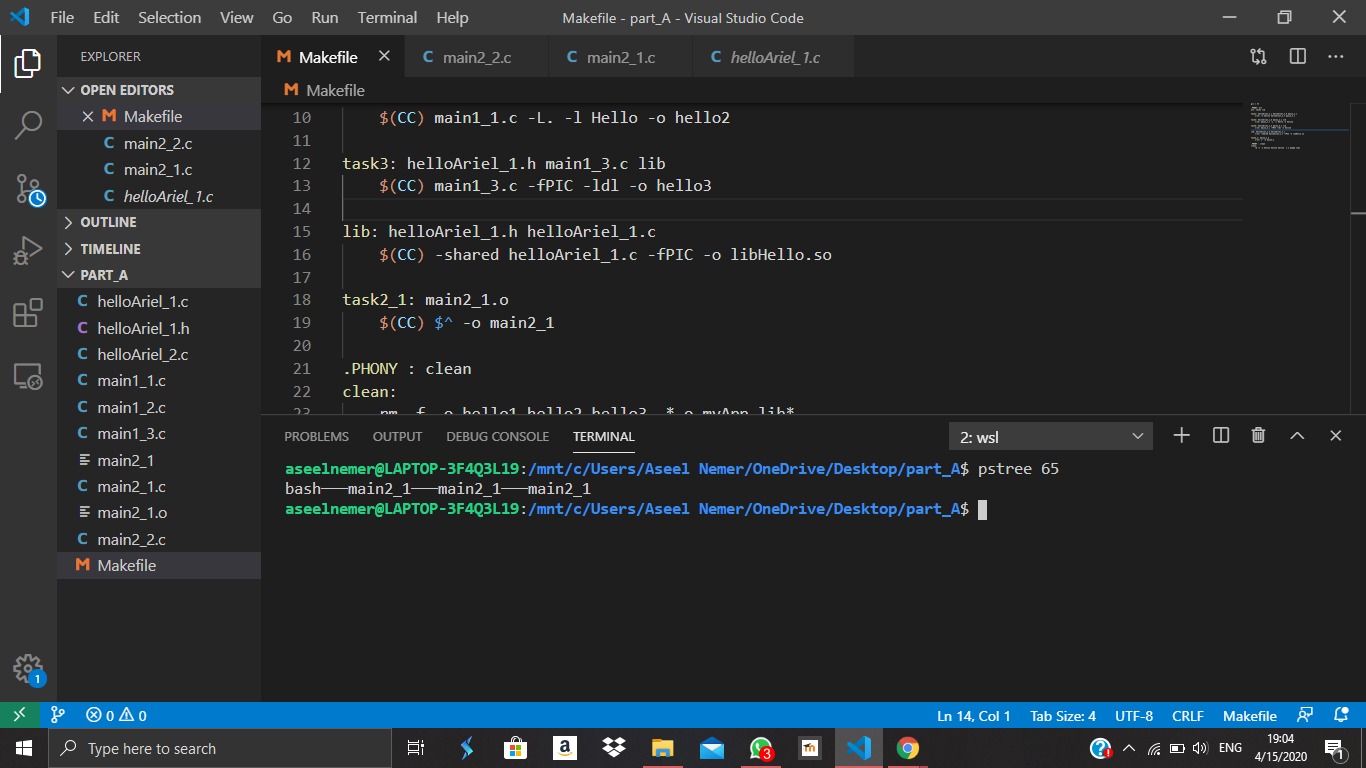 File Edit Selection View Go Run Terminal Help
Makefile - part_A - Visual Studio Code
EXPLORER
OPEN EDITORS
Makefile
main2_2.c
main2_1.c
helloAriel_1.c
OUTLINE
TIMELINE
PART_A
helloAriel_1.c
helloAriel_1.h
helloAriel_2.c
main1_1.c
main1_2.c
main1_3.c
main2_1
main2_1.c
main2_1.o
main2_2.c
Makefile
Makefile main2_2.c main2_1.c helloAriel_1.c
Makefile
10 $(CC) main1_1.c -L. -l Hello -o hello2
11
12 task3: helloAriel_1.h main1_3.c lib
13 $(CC) main1_3.c -fPIC -ldl -o hello3
14
15 lib: helloAriel_1.h helloAriel_1.c
16 $(CC) -shared helloAriel_1.c -fPIC -o libHello.so
17
18 task2_1: main2_1.o
19 $(CC) $^ -o main2_1
20
21 .PHONY : clean
22 clean:
23
PROBLEMS OUTPUT DEBUG CONSOLE TERMINAL
2: wsl
aseelnemer@LAPTOP-3F4Q3L19:/mnt/c/Users/Aseel Nemer/OneDrive/Desktop/part_A$ pstree 65
bash───main2_1───main2_1───main2_1
aseelnemer@LAPTOP-3F4Q3L19:/mnt/c/Users/Aseel Nemer/OneDrive/Desktop/part_A$
1
0 0
Ln 14, Col 1 Tab Size: 4 UTF-8 CRLF Makefile
Type here to search
3
ENG
19:04
4/15/2020
1